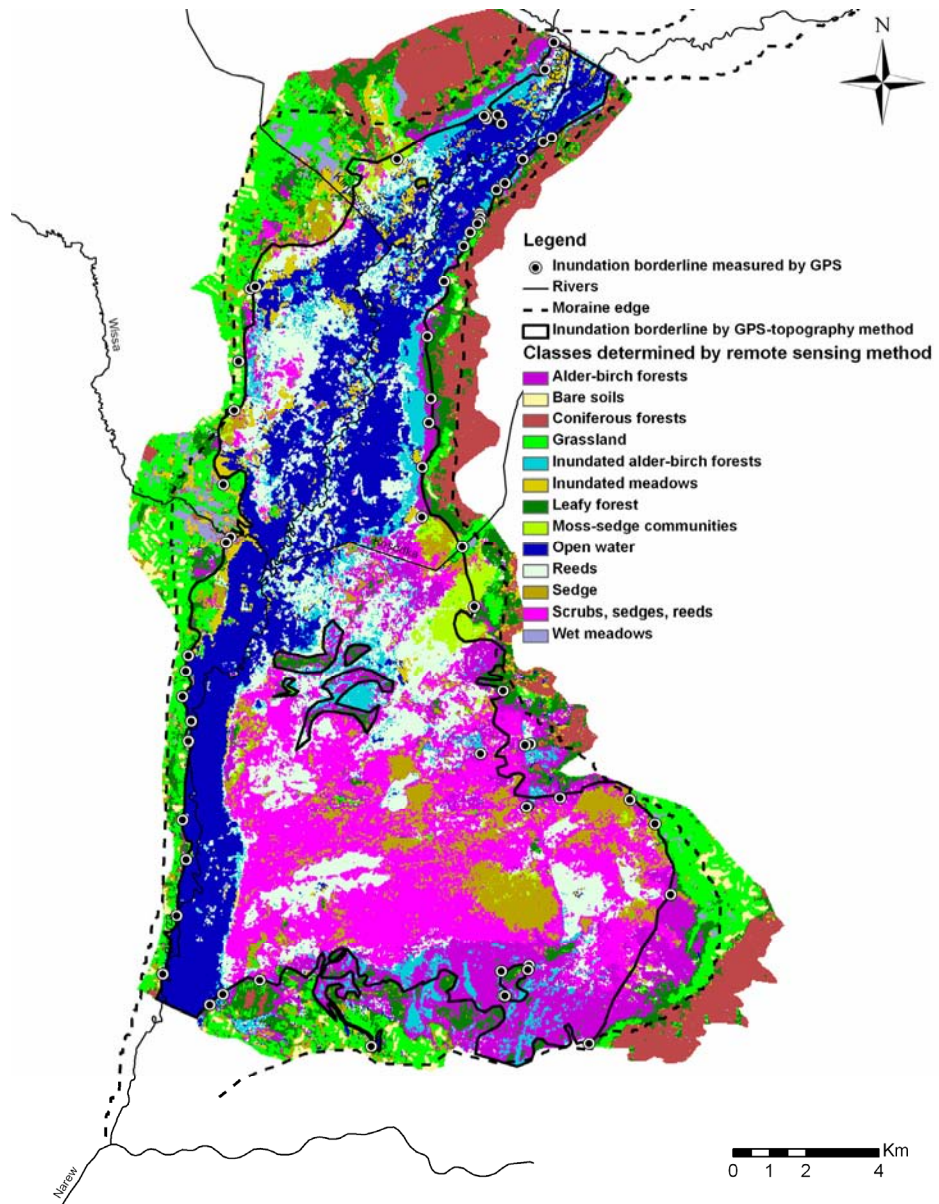 N
Legend
Inundation borderline measured by GPS
Rivers
Moraine edge
Inundation borderline by GPS-topography method
Classes determined by remote sensing method
Alder-birch forests
Bare soils
Coniferous forests
Grassland
Inundated alder-birch forests
Inundated meadows
Leafy forest
Moss-sedge communities
Open water
Reeds
Sedge
Scrubs, sedges, reeds
Wet meadows
Wissa
Narew
Km
0 1 2 4